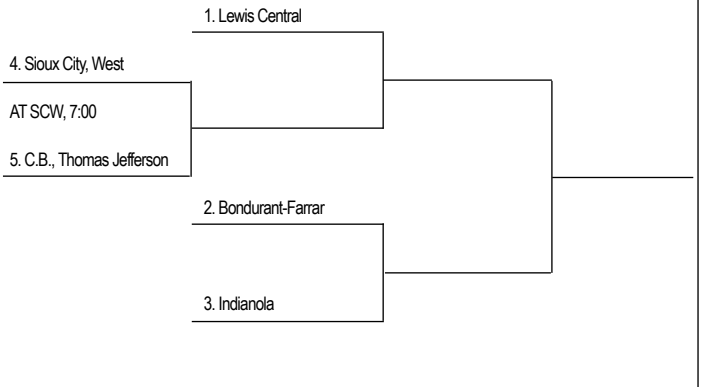 1. Lewis Central
4. Sioux City, West
AT SCW, 7:00
5. C.B., Thomas Jefferson
2. Bondurant-Farrar
3. Indianola